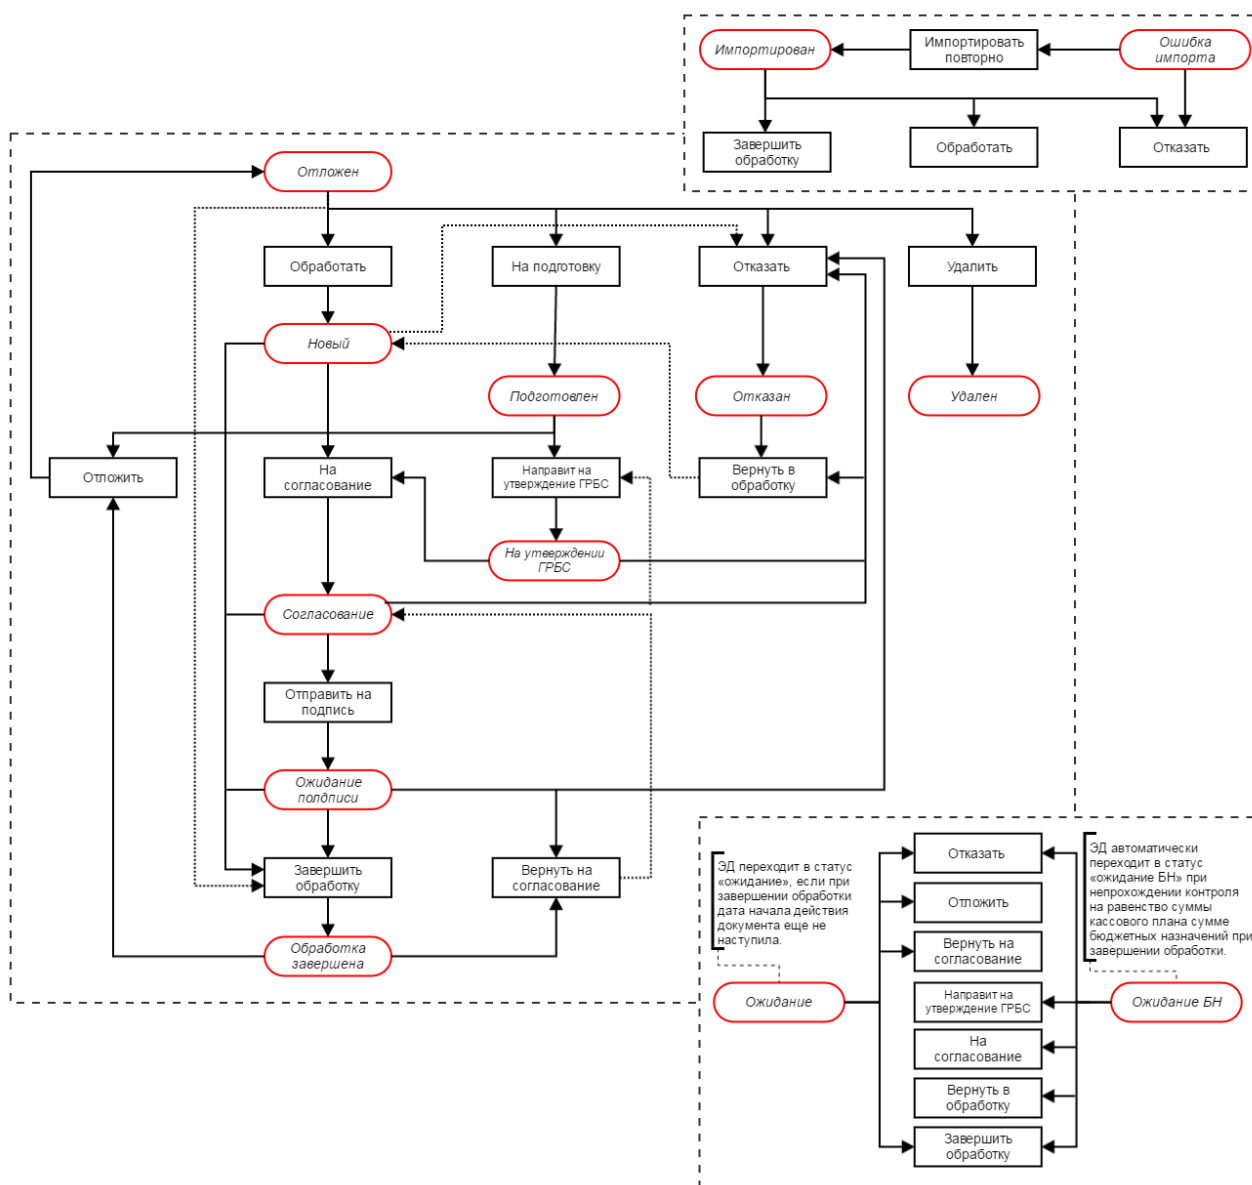 Импортирован
Импортировать
повторно
Ошибка
импорта
Завершить
обработку
Обработать
Отказать
Отложен
Обработать
На подготовку
Отказать
Удалить
Новый
Подготовлен
Отказан
Удален
Отложить
На
согласование
Направит на
утверждение ГРБС
Вернуть в
обработку
На утверждении
ГРБС
Согласование
Отправить на
подпись
Ожидание
полдписи
Завершить
обработку
Вернуть на
согласование
Обработка
завершена
ЭД переходит в статус
«ожидание», если при
завершении обработки
дата начала действия
документа еще не
наступила.
Отказать
Отложить
Вернуть на
согласование
Направит на
утверждение ГРБС
На
согласование
Вернуть в
обработку
Завершить
обработку
ЭД автоматически
переходит в статус
«ожидание БН» при
непрохождении контроля
на равенство суммы
кассового плана сумме
бюджетных назначений при
завершении обработки.
Ожидание
Ожидание БН